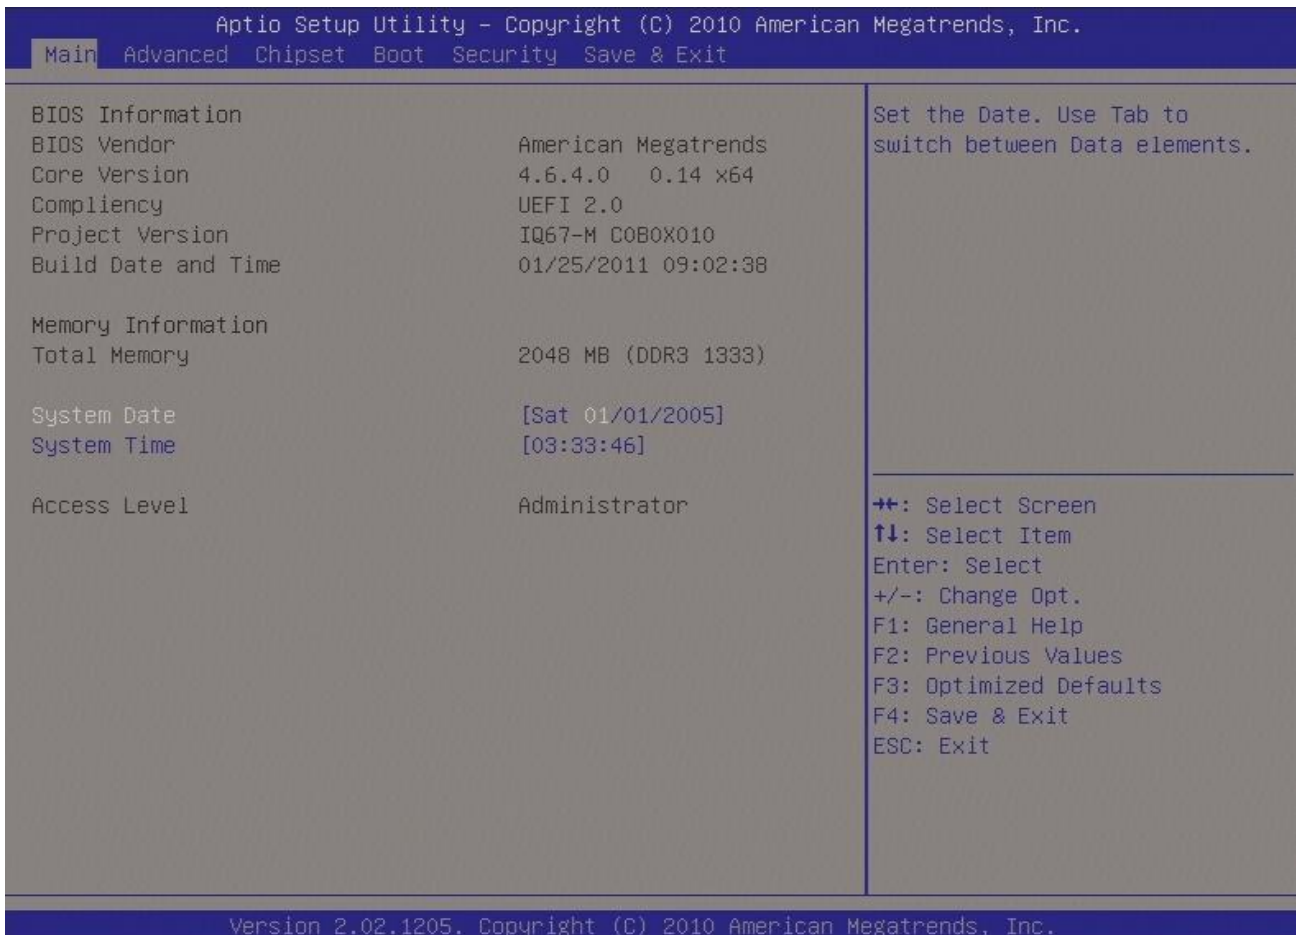 Aptio Setup Utility – Copyright (C) 2010 American Megatrends, Inc.
Main Advanced Chipset Boot Security Save & Exit
BIOS Information
BIOS Vendor American Megatrends
Core Version 4.6.4.0 0.14 x64
Compliency UEFI 2.0
Project Version IQ67-M C0B0X010
Build Date and Time 01/25/2011 09:02:38
Memory Information
Total Memory 2048 MB (DDR3 1333)
System Date [Sat 01/01/2005]
System Time [03:33:46]
Access Level Administrator
Set the Date. Use Tab to
switch between Data elements.
→←: Select Screen
↑↓: Select Item
Enter: Select
+/-: Change Opt.
F1: General Help
F2: Previous Values
F3: Optimized Defaults
F4: Save & Exit
ESC: Exit
Version 2.02.1205. Copyright (C) 2010 American Megatrends, Inc.